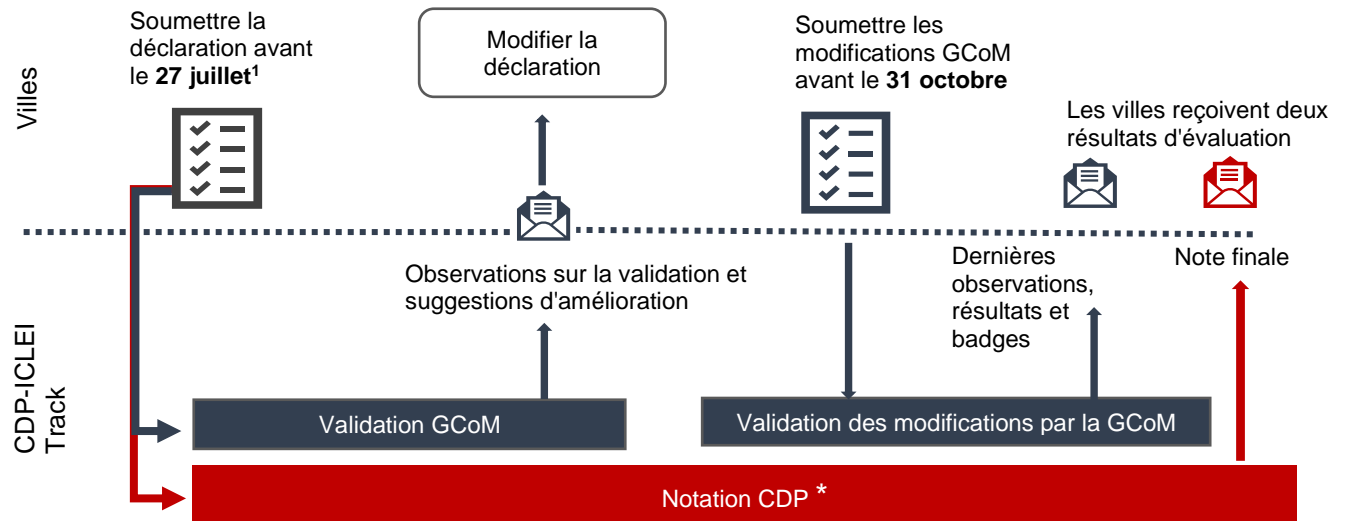 Villes
Soumettre la
déclaration avant
le 27 juillet¹
Modifier la
déclaration
Soumettre les
modifications GCoM
avant le 31 octobre
Les villes reçoivent deux
résultats d'évaluation
CDP-ICLEI
Track
Observations sur la validation et
suggestions d'amélioration
Dernières
observations,
résultats et
badges
Note finale
Validation GCoM
Validation des modifications par la GCoM
Notation CDP *